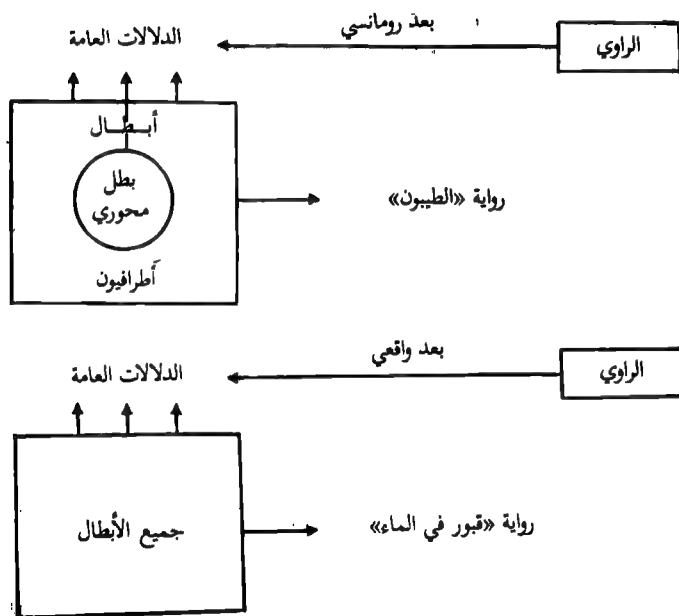 الراوي
بعد رومانسي
الدلالات العامة
أبــطــال
بطل
محوري
أطرافيون
رواية «الطيبون»
الراوي
بعد واقعي
الدلالات العامة
جميع الأبطال
رواية «قبور في الماء»